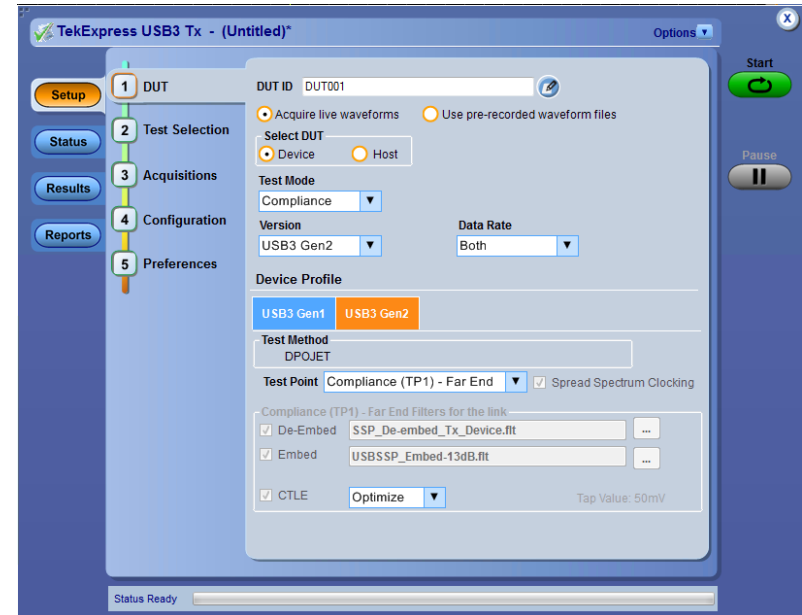 TekExpress USB3 Tx - (Untitled)*
Options
x
Start
Setup
1 DUT
DUT ID DUT001
Acquire live waveforms Use pre-recorded waveform files
Status
2 Test Selection
Select DUT
Device Host
Pause
Results
3 Acquisitions
Test Mode
Compliance
4 Configuration
Version Data Rate
USB3 Gen2 Both
Reports
5 Preferences
Device Profile
USB3 Gen1 USB3 Gen2
Test Method
DPOJET
Test Point Compliance (TP1) - Far End Spread Spectrum Clocking
Compliance (TP1) - Far End Filters for the link
De-Embed SSP_De-embed_Tx_Device.flt ...
Embed USBSSP_Embed-13dB.flt ...
CTLE Optimize Tap Value: 50mV
Status Ready